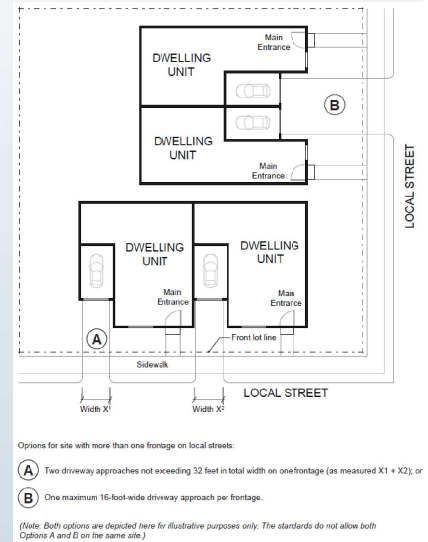 Main
Entrance
DWELLING
UNIT
B
DWELLING
UNIT
Main
Entrance
LOCAL STREET
DWELLING
UNIT
DWELLING
UNIT
Main
Entrance
Main
Entrance
A
Front lot line
Sidewalk
LOCAL STREET
Width X¹
Width X²
Options for site with more than one frontage on local streets:
A Two driveway approaches not exceeding 32 feet in total width on onefrontage (as measured X1 + X2); or
B One maximum 16-foot-wide driveway approach per frontage.
(Note: Both options are depicted here for illustrative purposes only. The standards do not allow both
Options A and B on the same site.)